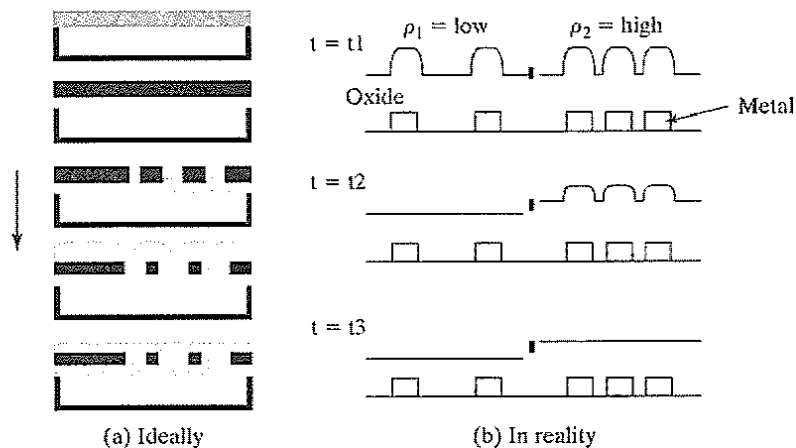 ρ₁ = low
ρ₂ = high
t = t1
Oxide
Metal
t = t2
t = t3
(a) Ideally
(b) In reality